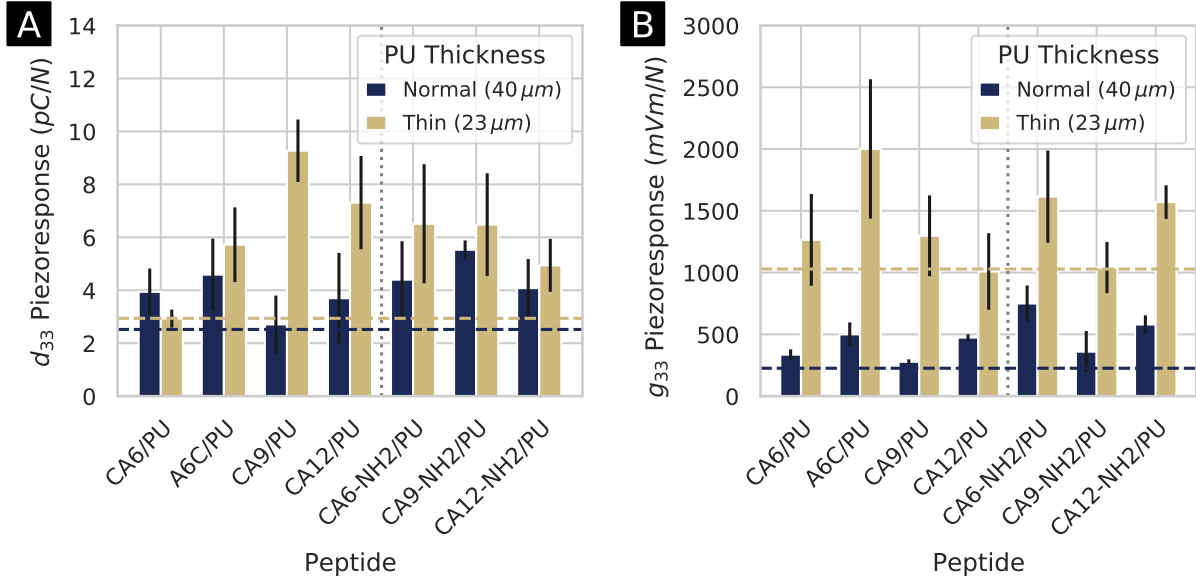 A
d33 Piezoresponse (pC/N)
14
12
10
8
6
4
2
0
PU Thickness
Normal (40 μm)
Thin (23 μm)
CA6/PU
A6C/PU
CA9/PU
CA12/PU
CA6-NH2/PU
CA9-NH2/PU
CA12-NH2/PU
Peptide
B
g33 Piezoresponse (mVm/N)
3000
2500
2000
1500
1000
500
0
PU Thickness
Normal (40 μm)
Thin (23 μm)
CA6/PU
A6C/PU
CA9/PU
CA12/PU
CA6-NH2/PU
CA9-NH2/PU
CA12-NH2/PU
Peptide